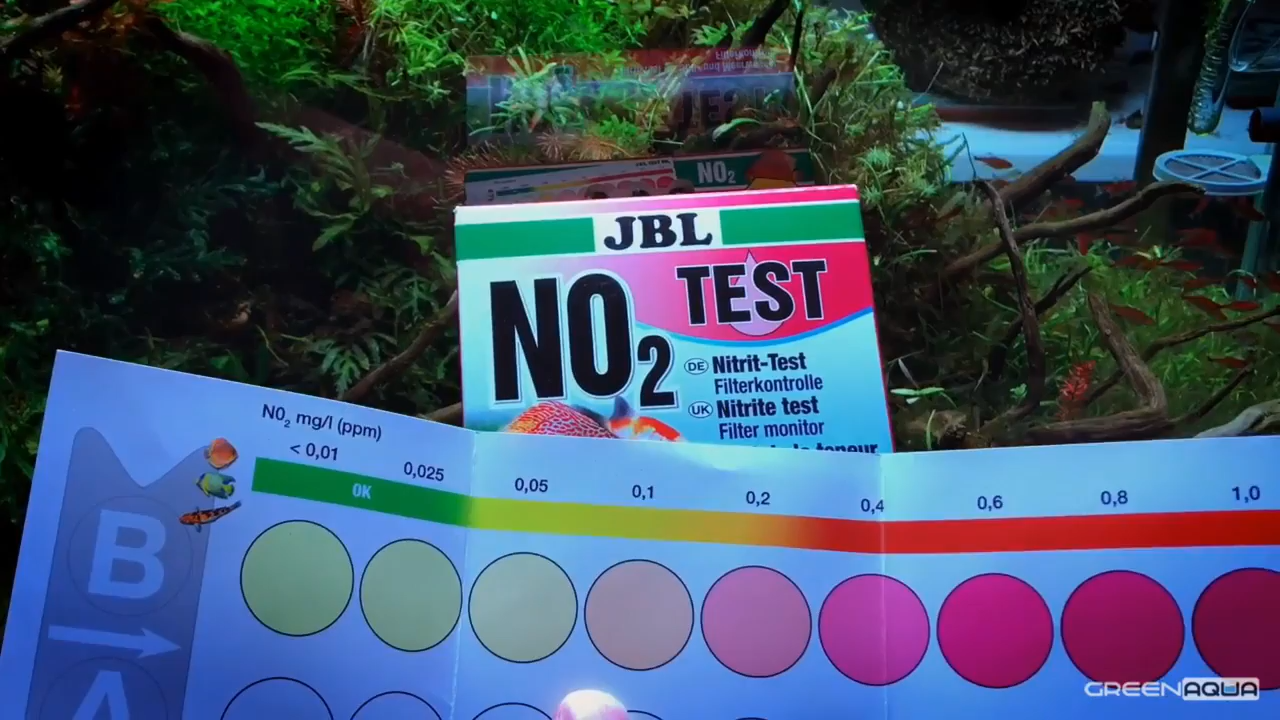 NO₂
JBL
NO₂ TEST
DE Nitrit-Test
Filterkontrolle
UK Nitrite test
Filter monitor
teneur
NO₂ mg/l (ppm)
< 0,01 0,025 0,05 0,1 0,2 0,4 0,6 0,8 1,0
OK
B
A
GREENAQUA